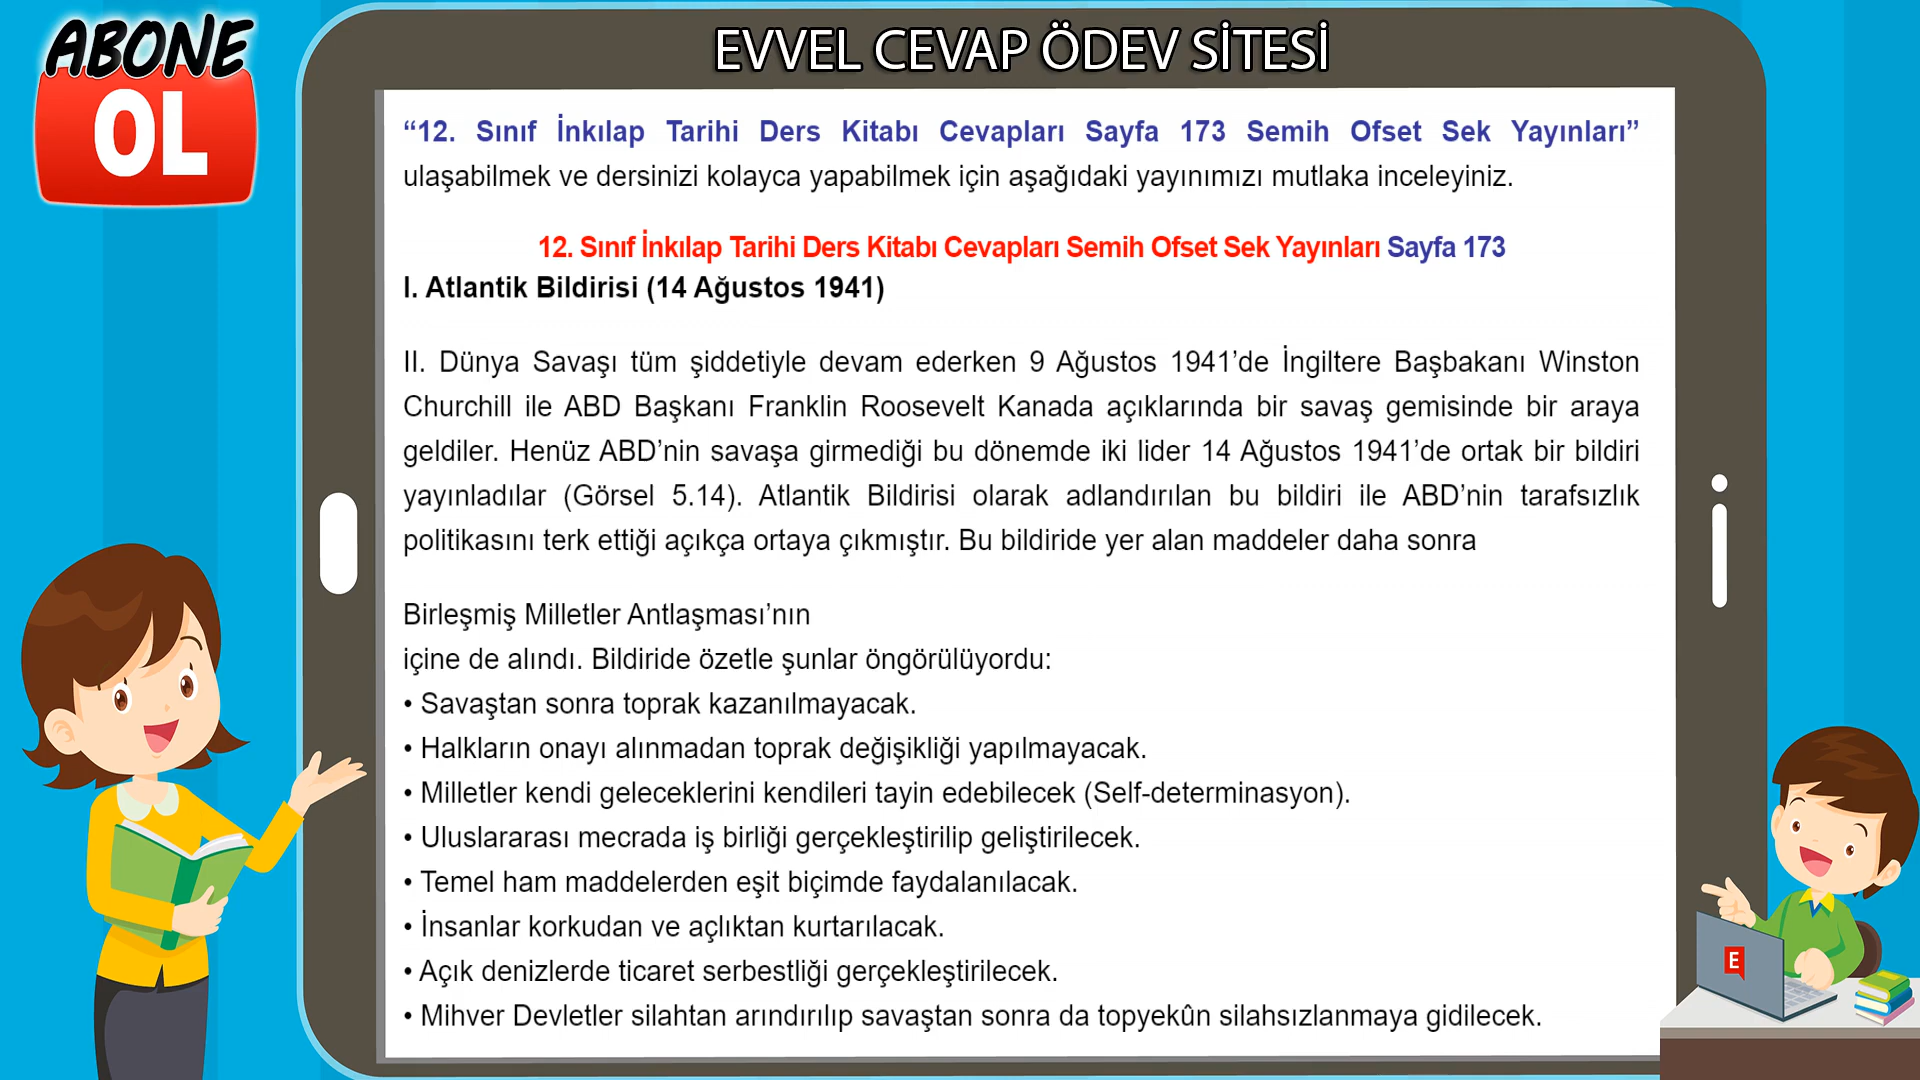 ABONE
OL
EVVEL CEVAP ÖDEV SİTESİ
“12. Sınıf İnkılap Tarihi Ders Kitabı Cevapları Sayfa 173 Semih Ofset Sek Yayınları”
ulaşabilmek ve dersinizi kolayca yapabilmek için aşağıdaki yayınımızı mutlaka inceleyiniz.
12. Sınıf İnkılap Tarihi Ders Kitabı Cevapları Semih Ofset Sek Yayınları Sayfa 173
I. Atlantik Bildirisi (14 Ağustos 1941)
II. Dünya Savaşı tüm şiddetiyle devam ederken 9 Ağustos 1941’de İngiltere Başbakanı Winston
Churchill ile ABD Başkanı Franklin Roosevelt Kanada açıklarında bir savaş gemisinde bir araya
geldiler. Henüz ABD’nin savaşa girmediği bu dönemde iki lider 14 Ağustos 1941’de ortak bir bildiri
yayınladılar (Görsel 5.14). Atlantik Bildirisi olarak adlandırılan bu bildiri ile ABD’nin tarafsızlık
politikasını terk ettiği açıkça ortaya çıkmıştır. Bu bildiride yer alan maddeler daha sonra
Birleşmiş Milletler Antlaşması’nın
içine de alındı. Bildiride özetle şunlar öngörülüyordu:
• Savaştan sonra toprak kazanılmayacak.
• Halkların onayı alınmadan toprak değişikliği yapılmayacak.
• Milletler kendi geleceklerini kendileri tayin edebilecek (Self-determinasyon).
• Uluslararası mecrada iş birliği gerçekleştirilip geliştirilecek.
• Temel ham maddelerden eşit biçimde faydalanılacak.
• İnsanlar korkudan ve açlıktan kurtarılacak.
• Açık denizlerde ticaret serbestliği gerçekleştirilecek.
• Mihver Devletler silahtan arındırılıp savaştan sonra da topyekûn silahsızlanmaya gidilecek.
E